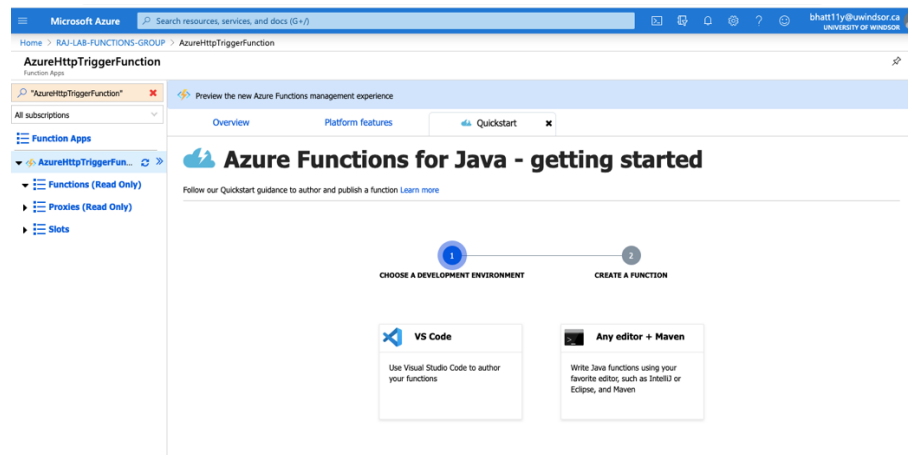 Microsoft Azure
Search resources, services, and docs (G+/)
bhatt11y@uwindsor.ca
UNIVERSITY OF WINDSOR
Home > RAJ-LAB-FUNCTIONS-GROUP > AzureHttpTriggerFunction
AzureHttpTriggerFunction
Function Apps
"AzureHttpTriggerFunction"
All subscriptions
Function Apps
AzureHttpTriggerFun...
Functions (Read Only)
Proxies (Read Only)
Slots
Preview the new Azure Functions management experience
Overview Platform features Quickstart
Azure Functions for Java - getting started
Follow our Quickstart guidance to author and publish a function Learn more
1 2
CHOOSE A DEVELOPMENT ENVIRONMENT CREATE A FUNCTION
VS Code
Use Visual Studio Code to author
your functions
Any editor + Maven
Write Java functions using your
favorite editor, such as IntelliJ or
Eclipse, and Maven